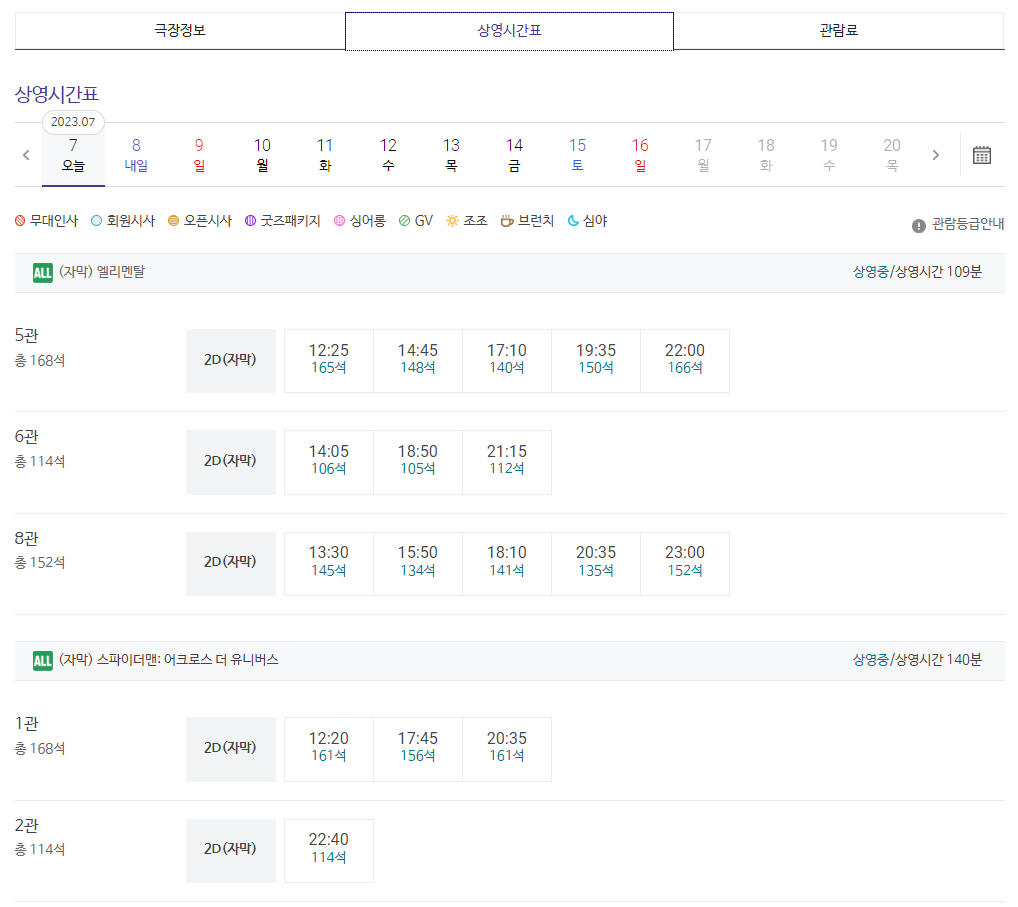 극장정보 상영시간표 관람료
상영시간표
2023.07
7 8 9 10 11 12 13 14 15 16 17 18 19 20
오늘 내일 일 월 화 수 목 금 토 일 월 화 수 목
무대인사 회원시사 오픈시사 굿즈패키지 싱어롱 GV 조조 브런치 심야
관람등급안내
ALL (자막) 엘리멘탈 상영중/상영시간 109분
5관
총 168석
2D(자막)
12:25 14:45 17:10 19:35 22:00
165석 148석 140석 150석 166석
6관
총 114석
2D(자막)
14:05 18:50 21:15
106석 105석 112석
8관
총 152석
2D(자막)
13:30 15:50 18:10 20:35 23:00
145석 134석 141석 135석 152석
ALL (자막) 스파이더맨: 어크로스 더 유니버스 상영중/상영시간 140분
1관
총 168석
2D(자막)
12:20 17:45 20:35
161석 156석 161석
2관
총 114석
2D(자막)
22:40
114석